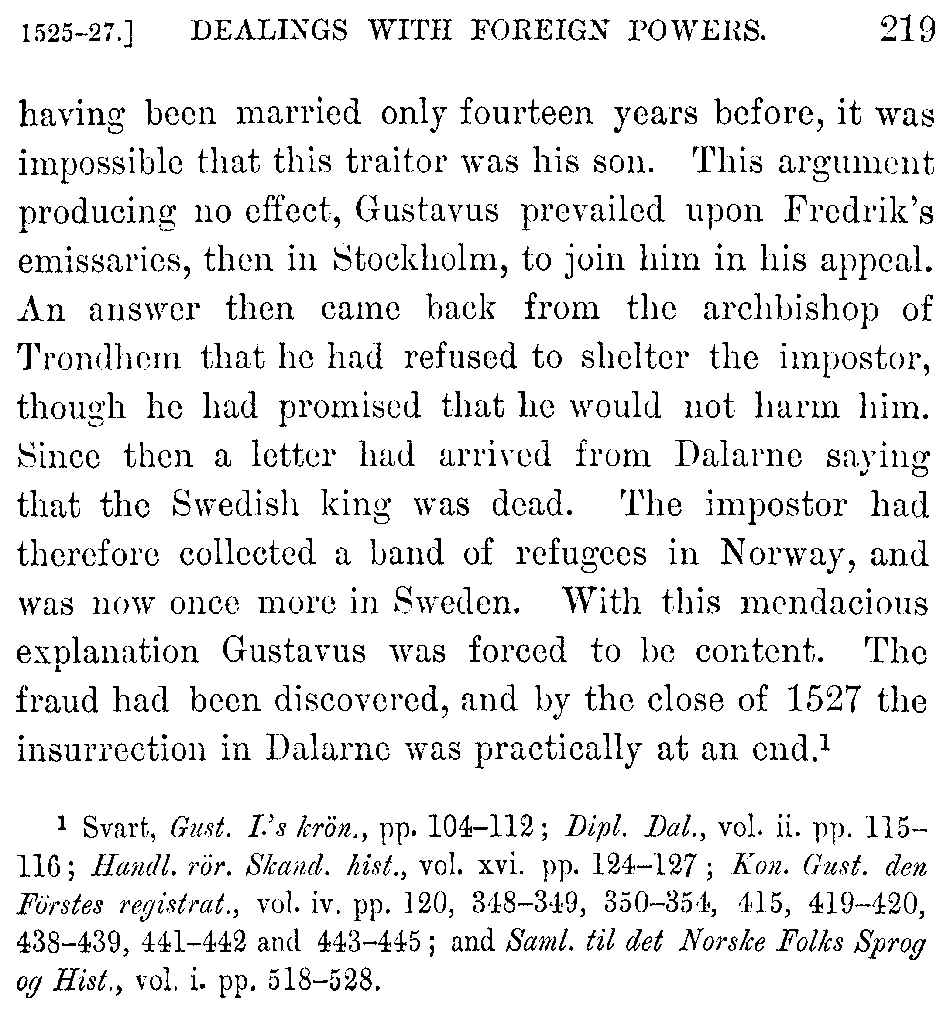 1525–27.] DEALINGS WITH FOREIGN POWERS. 219
having been married only fourteen years before, it was
impossible that this traitor was his son. This argument
producing no effect, Gustavus prevailed upon Fredrik's
emissaries, then in Stockholm, to join him in his appeal.
An answer then came back from the archbishop of
Trondhem that he had refused to shelter the impostor,
though he had promised that he would not harm him.
Since then a letter had arrived from Dalarne saying
that the Swedish king was dead. The impostor had
therefore collected a band of refugees in Norway, and
was now once more in Sweden. With this mendacious
explanation Gustavus was forced to be content. The
fraud had been discovered, and by the close of 1527 the
insurrection in Dalarne was practically at an end.¹
¹ Svart, Gust. I.'s krön., pp. 104–112; Dipl. Dal., vol. ii. pp. 115–
116; Handl. rör. Skand. hist., vol. xvi. pp. 124–127; Kon. Gust. den
Förstes registrat., vol. iv. pp. 120, 348–349, 350–354, 415, 419–420,
438–439, 441–442 and 443–445; and Saml. til det Norske Folks Sprog
og Hist., vol. i. pp. 518–528.